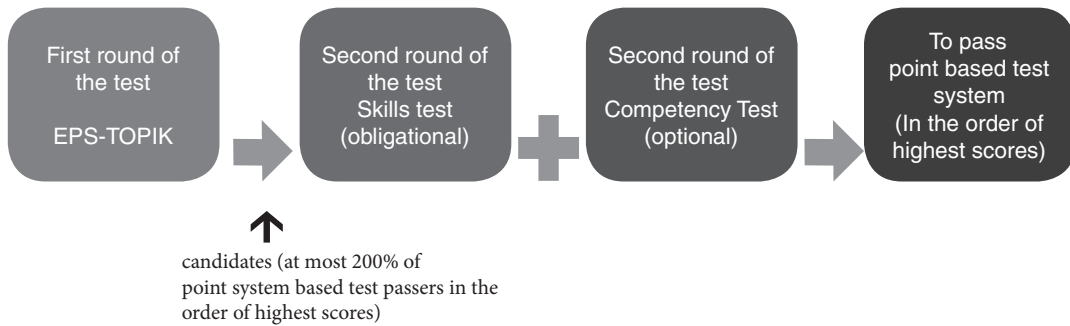 First round of
the test
EPS-TOPIK
Second round of
the test
Skills test
(obligational)
Second round of
the test
Competency Test
(optional)
To pass
point based test
system
(In the order of
highest scores)
candidates (at most 200% of
point system based test passers in the
order of highest scores)